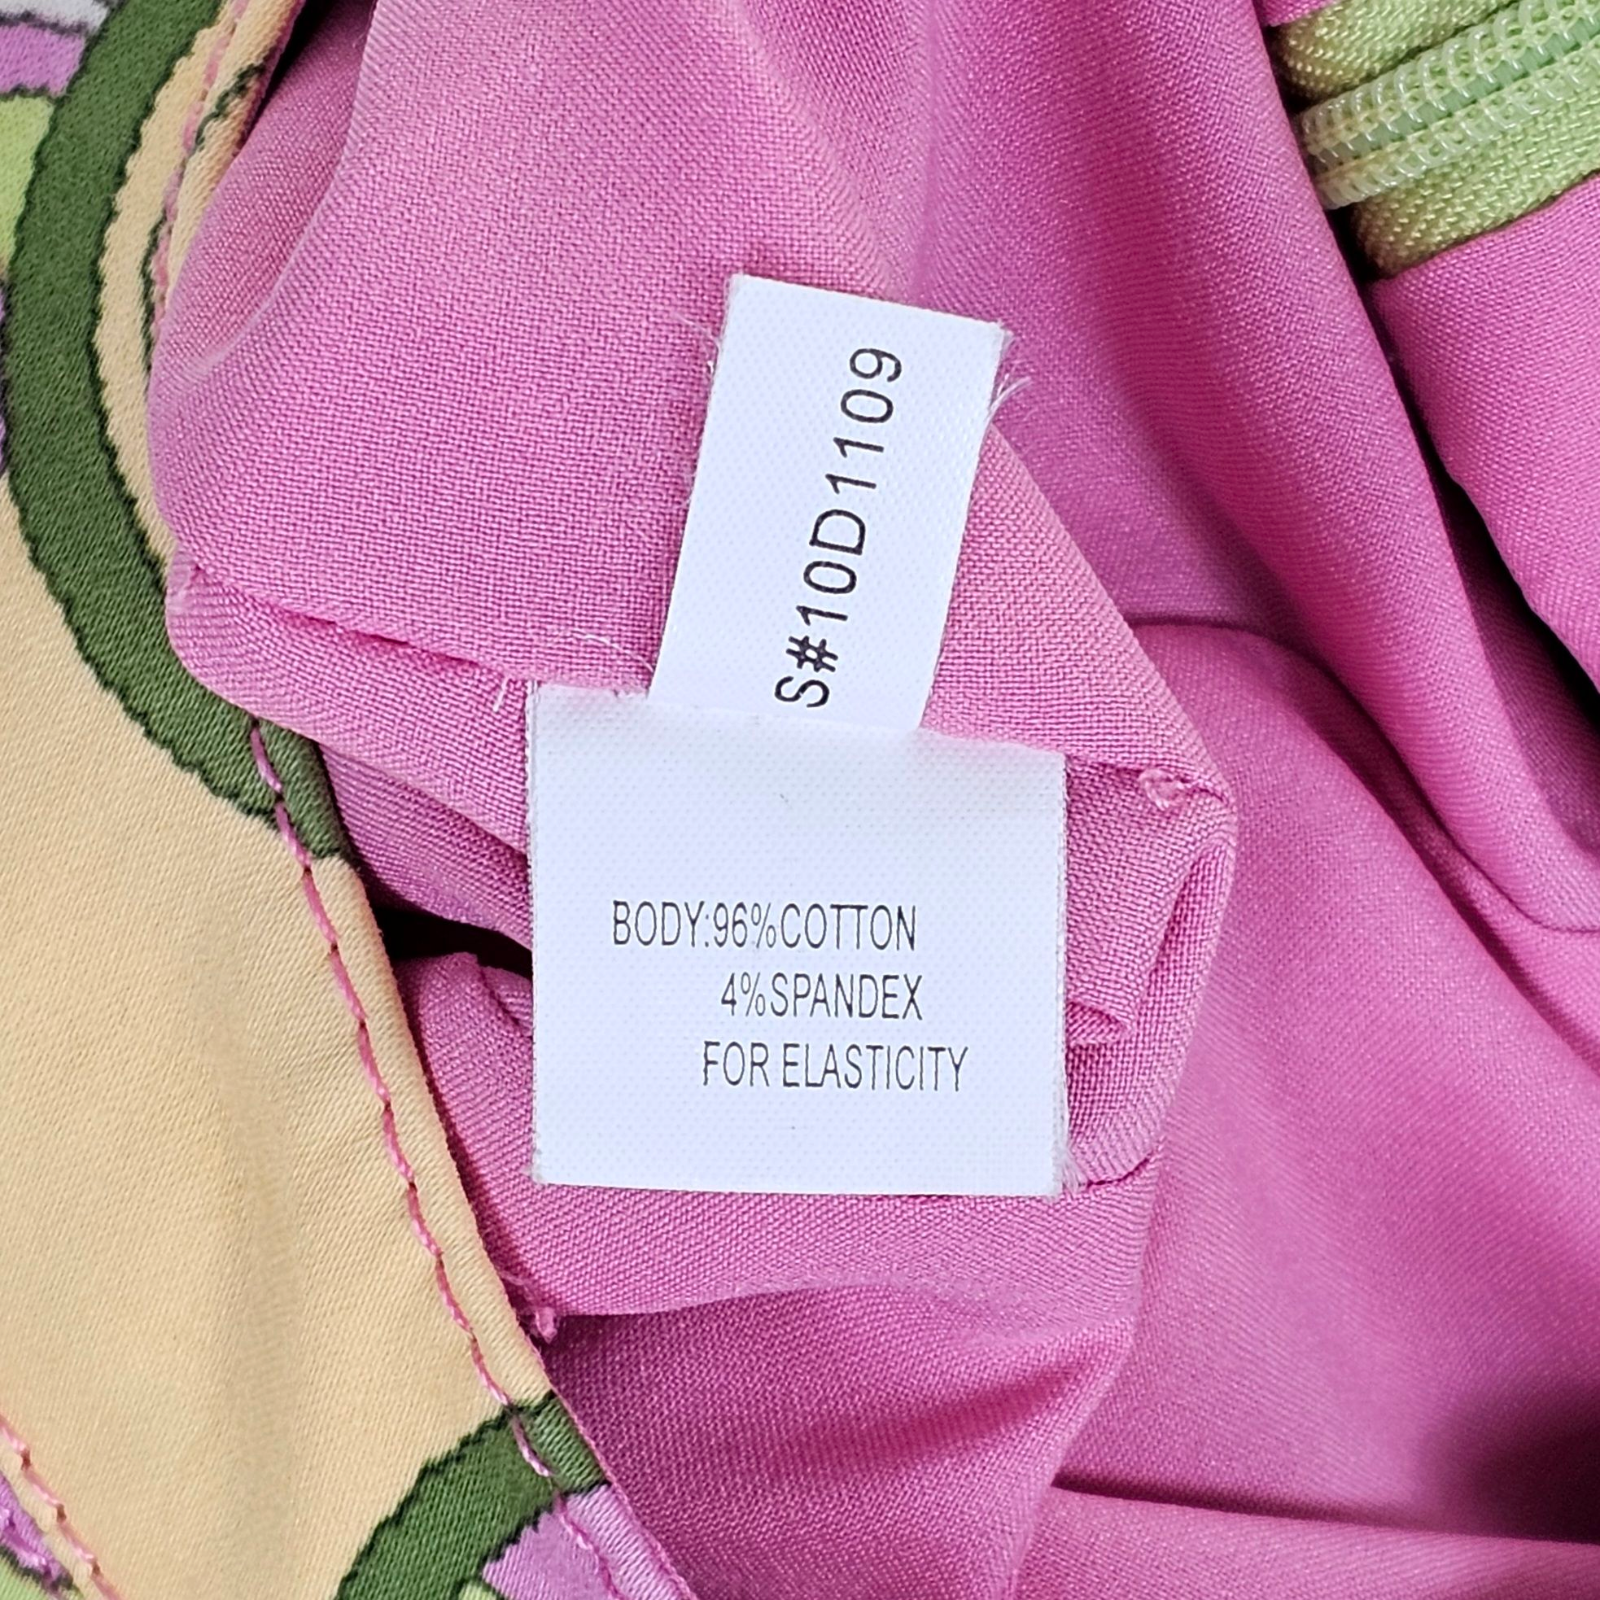 S#10D1109
BODY:96%COTTON
4%SPANDEX
FOR ELASTICITY